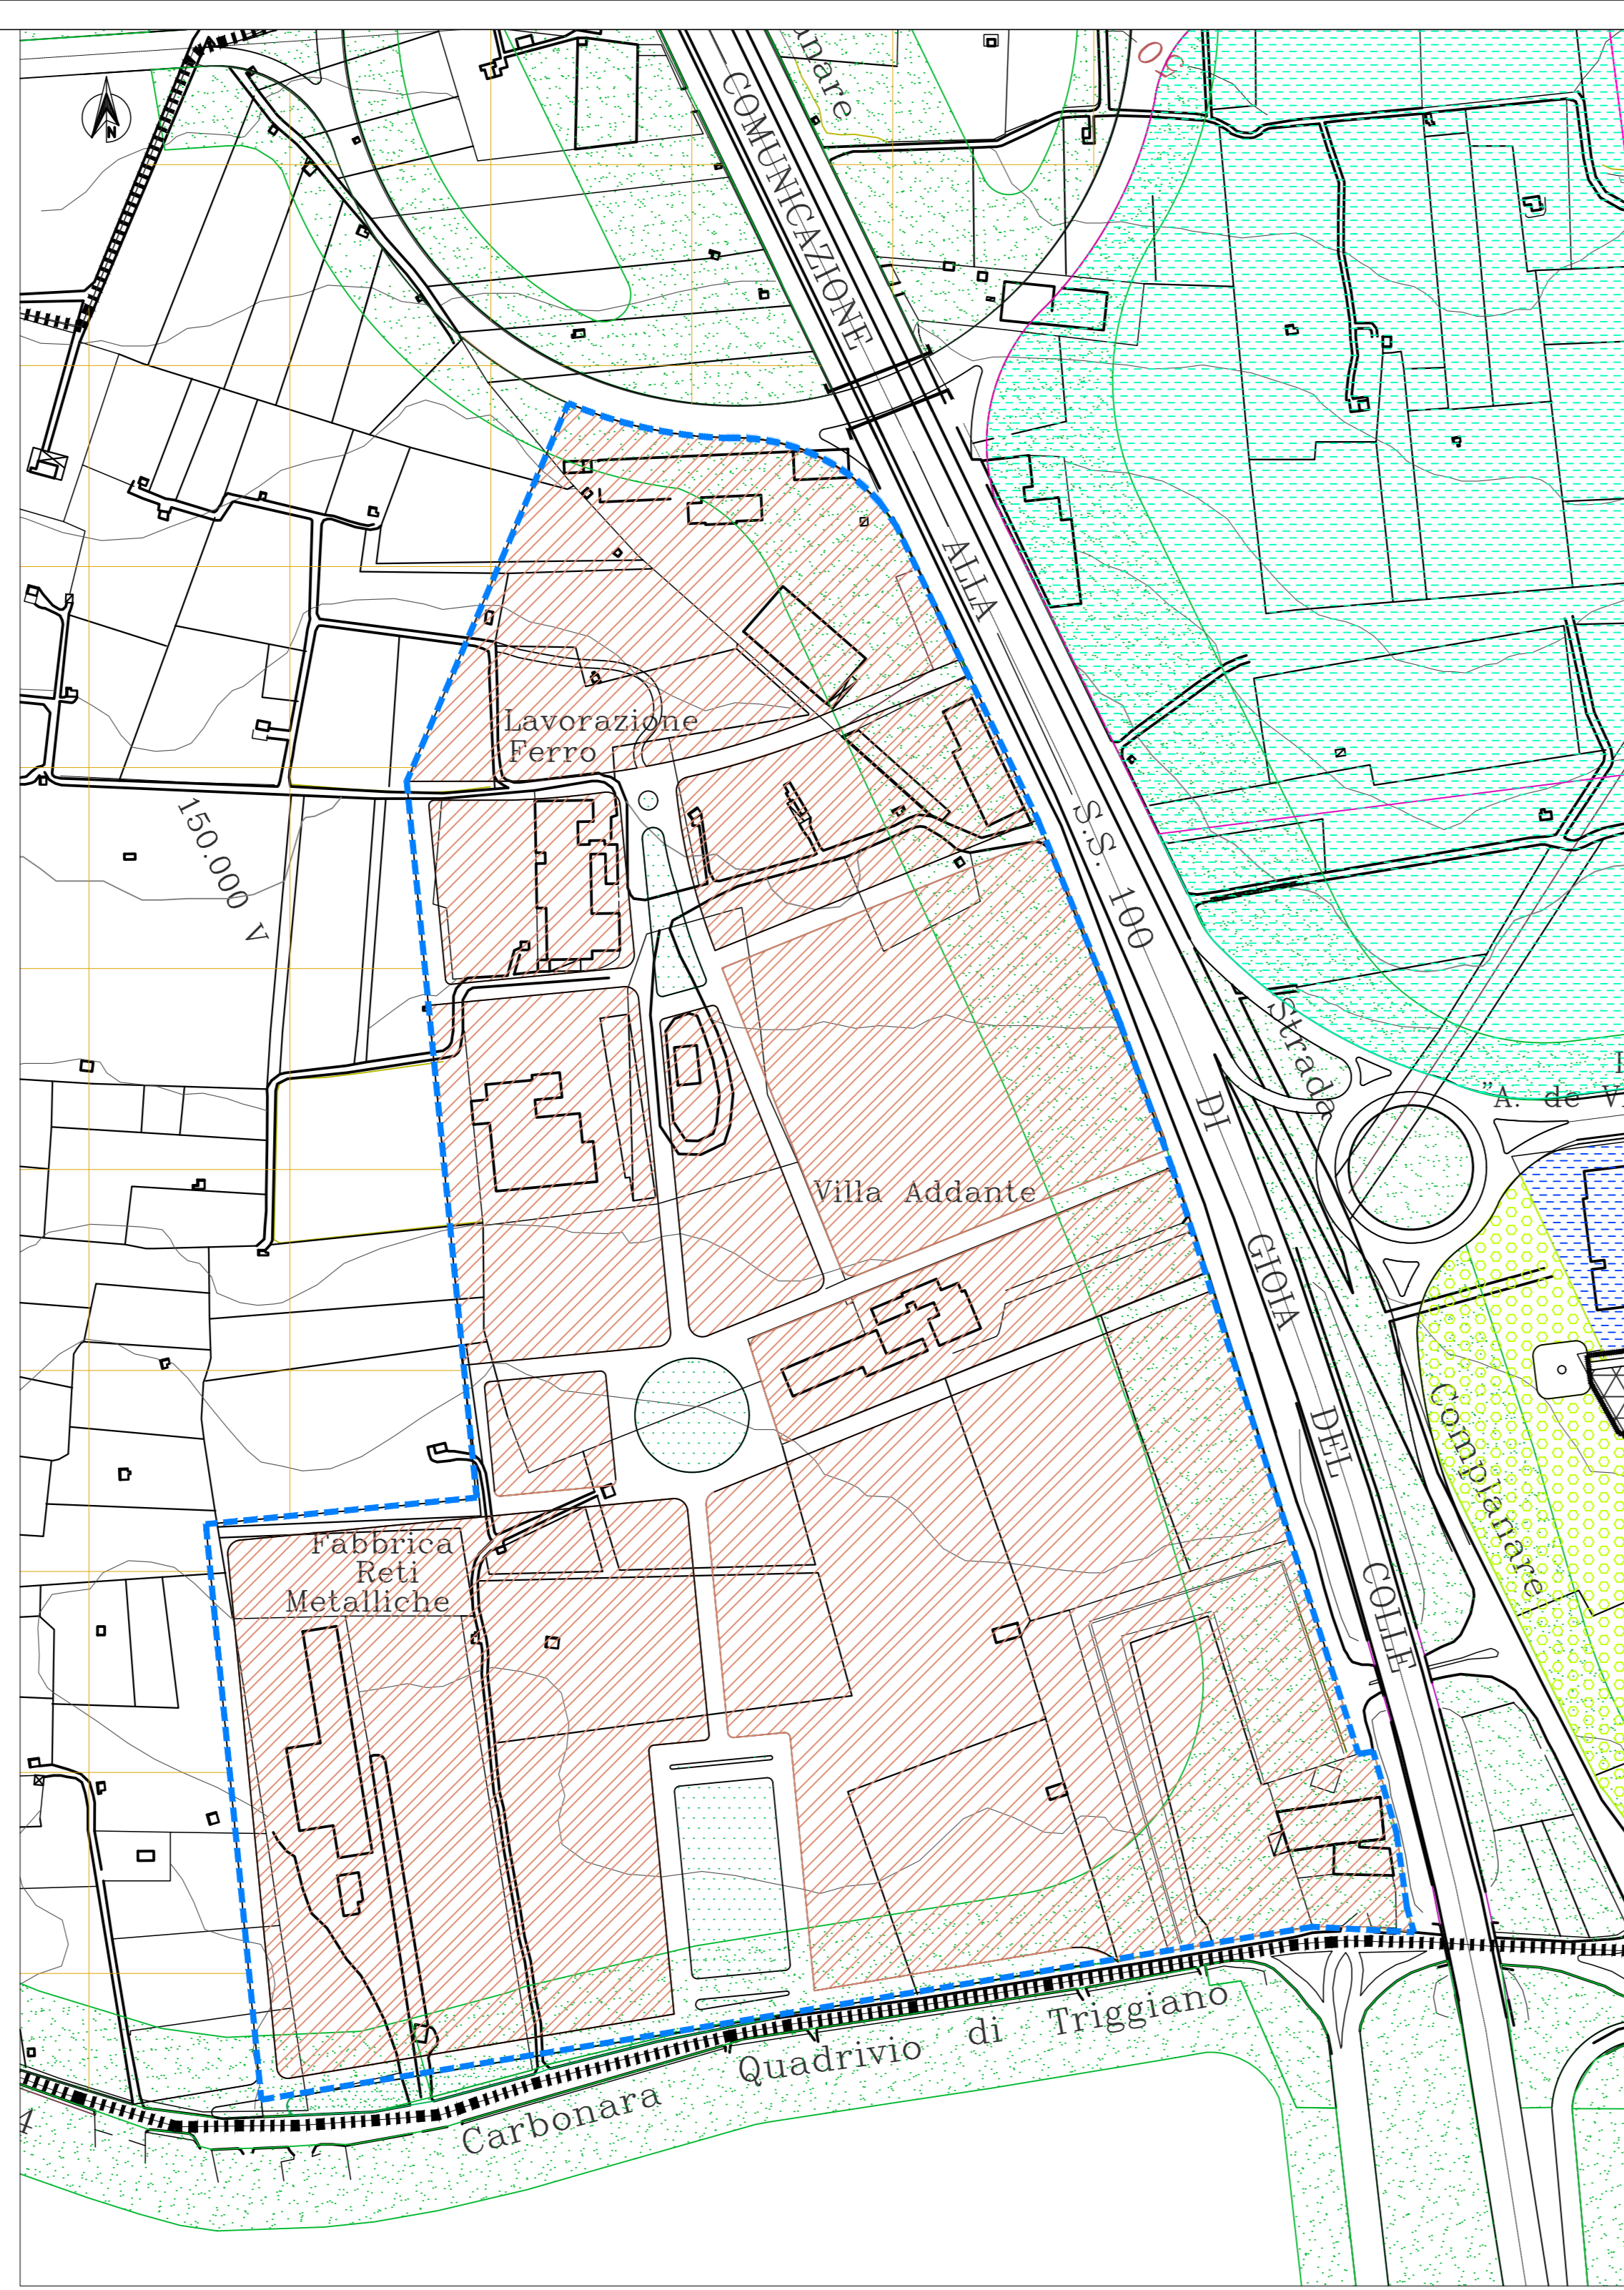 N
COMUNICAZIONE
50
Lavorazione
Ferro
150.000 V
ALLA
S.S. 100
Strada
"A. de
DI
Villa Addante
GIOIA
DEL
Complanare
COLLE
Fabbrica
Reti
Metalliche
Carbonara Quadrivio di Triggiano